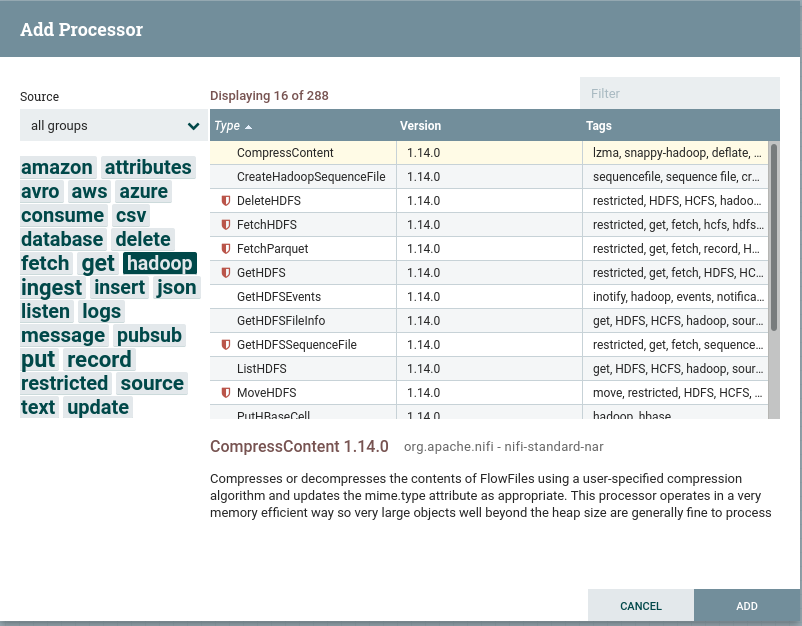 Add Processor
Source
all groups
amazon attributes
avro aws azure
consume csv
database delete
fetch get hadoop
ingest insert json
listen logs
message pubsub
put record
restricted source
text update
Displaying 16 of 288
Filter
Type Version Tags
CompressContent 1.14.0 lzma, snappy-hadoop, deflate, ...
CreateHadoopSequenceFile 1.14.0 sequencefile, sequence file, cr...
DeleteHDFS 1.14.0 restricted, HDFS, HCFS, hadoo...
FetchHDFS 1.14.0 restricted, get, fetch, hcfs, hdfs...
FetchParquet 1.14.0 restricted, get, fetch, record, H...
GetHDFS 1.14.0 restricted, get, fetch, HDFS, HC...
GetHDFSEvents 1.14.0 inotify, hadoop, events, notifica...
GetHDFSFileInfo 1.14.0 get, HDFS, HCFS, hadoop, sour...
GetHDFSSequenceFile 1.14.0 restricted, get, fetch, sequence...
ListHDFS 1.14.0 get, HDFS, HCFS, hadoop, sour...
MoveHDFS 1.14.0 move, restricted, HDFS, HCFS, ...
PutHBaseCell 1.14.0 hadoop, hbase
CompressContent 1.14.0 org.apache.nifi - nifi-standard-nar
Compresses or decompresses the contents of FlowFiles using a user-specified compression
algorithm and updates the mime.type attribute as appropriate. This processor operates in a very
memory efficient way so very large objects well beyond the heap size are generally fine to process
CANCEL ADD